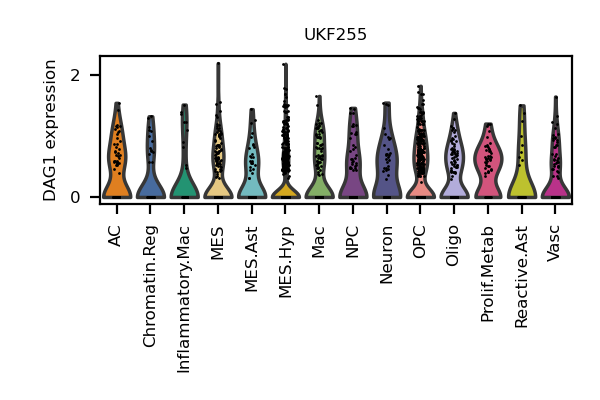 UKF255
DAG1 expression
2
0
AC
Chromatin.Reg
Inflammatory.Mac
MES
MES.Ast
MES.Hyp
Mac
NPC
Neuron
OPC
Oligo
Prolif.Metab
Reactive.Ast
Vasc